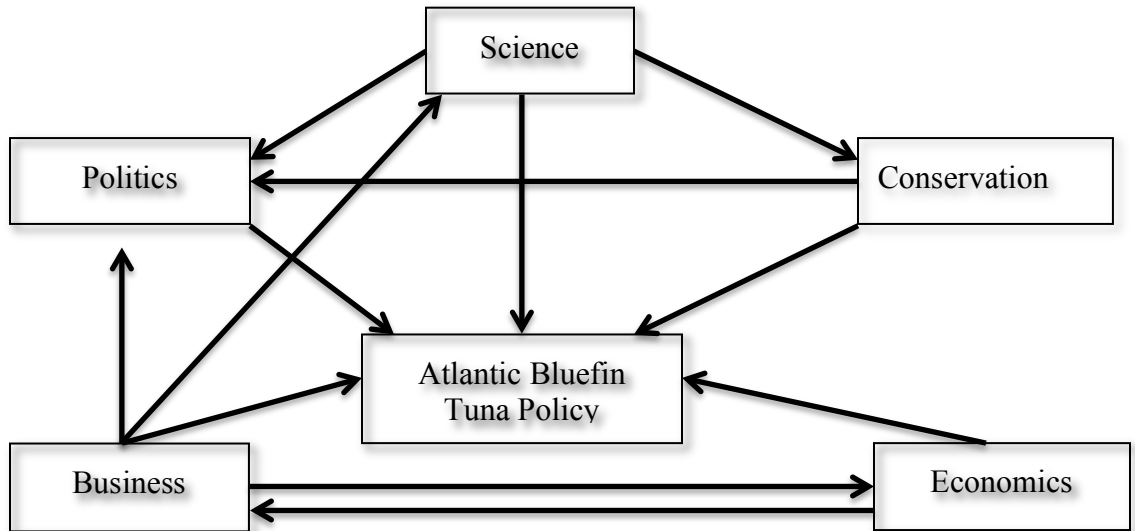 Science
Politics
Conservation
Atlantic Bluefin
Tuna Policy
Business
Economics